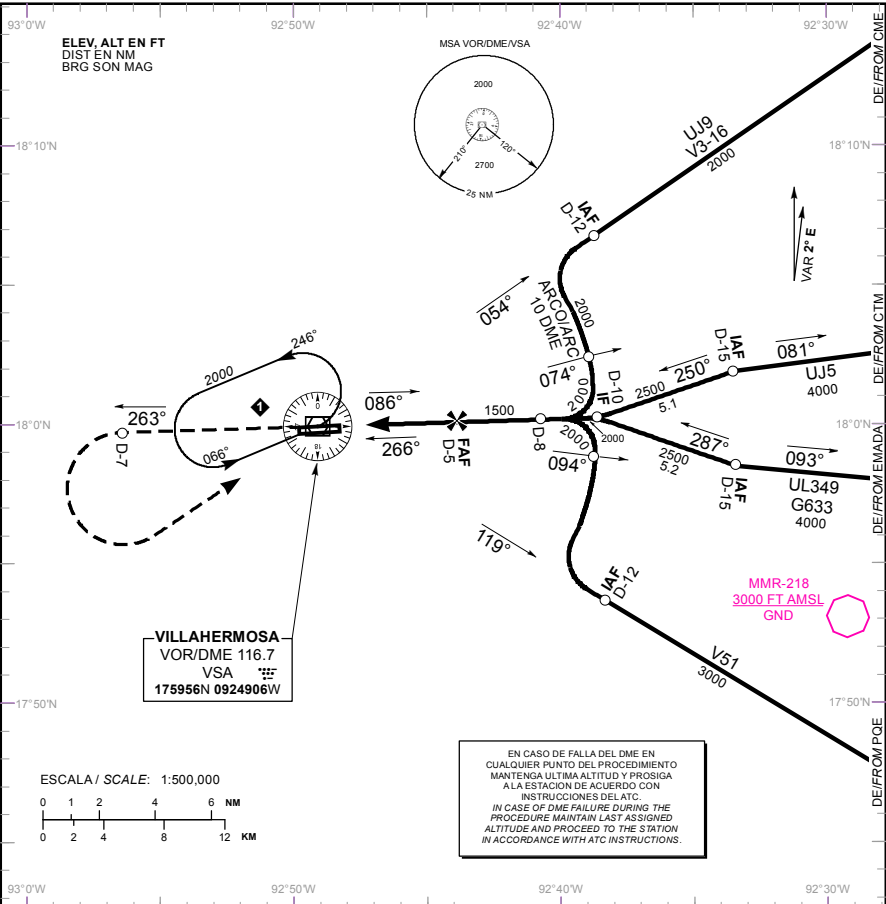 93°0'W
92°50'W
92°40'W
92°30'W
ELEV, ALT EN FT
DIST EN NM
BRG SON MAG
MSA VOR/DME/VSA
2000
210°
120°
2700
25 NM
DE/FROM CME
UJ9
V3-16
2000
18°10'N
18°10'N
IAF
D-12
VAR 2° E
054°
ARCO/ARC
10 DME
2000
DE/FROM CTM
246°
2000
1
066°
263°
D-7
0
18
086°
266°
1500
FAF
D-5
D-8
074°
2000
D-10
IF
2000
2000
094°
250°
2500
5.1
IAF
D-15
081°
UJ5
4000
18°0'N
18°0'N
287°
2500
5.2
IAF
D-15
093°
UL349
G633
4000
DE/FROM EMADA
119°
IAF
D-12
MMR-218
3000 FT AMSL
GND
VILLAHERMOSA
VOR/DME 116.7
VSA
175956N 0924906W
V51
3000
17°50'N
17°50'N
DE/FROM PQE
EN CASO DE FALLA DEL DME EN
CUALQUIER PUNTO DEL PROCEDIMIENTO
MANTENGA ULTIMA ALTITUD Y PROSIGA
A LA ESTACION DE ACUERDO CON
INSTRUCCIONES DEL ATC.
IN CASE OF DME FAILURE DURING THE
PROCEDURE MAINTAIN LAST ASSIGNED
ALTITUDE AND PROCEED TO THE STATION
IN ACCORDANCE WITH ATC INSTRUCTIONS.
ESCALA / SCALE: 1:500,000
0 1 2 4 6 NM
0 2 4 8 12 KM
93°0'W
92°50'W
92°40'W
92°30'W